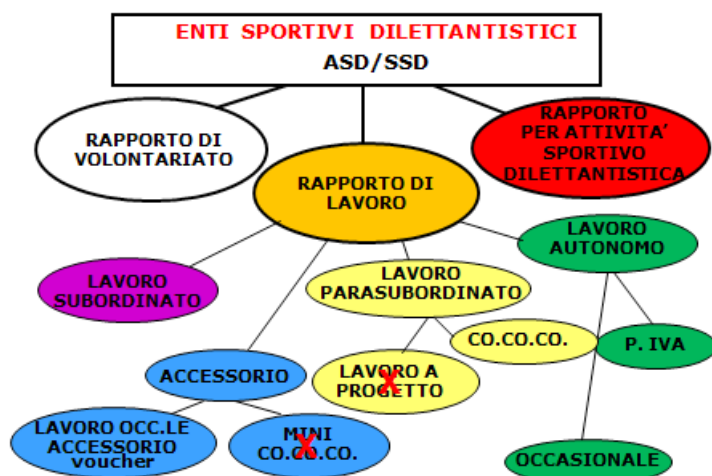 ENTI SPORTIVI DILETTANTISTICI
ASD/SSD
RAPPORTO DI
VOLONTARIATO
RAPPORTO DI
LAVORO
RAPPORTO
PER ATTIVITA’
SPORTIVO
DILETTANTISTICA
LAVORO
SUBORDINATO
LAVORO
PARASUBORDINATO
LAVORO
AUTONOMO
ACCESSORIO
LAVORO A
PROGETTO
CO.CO.CO.
P. IVA
LAVORO OCC.LE
ACCESSORIO
voucher
MINI
CO.CO.CO.
OCCASIONALE